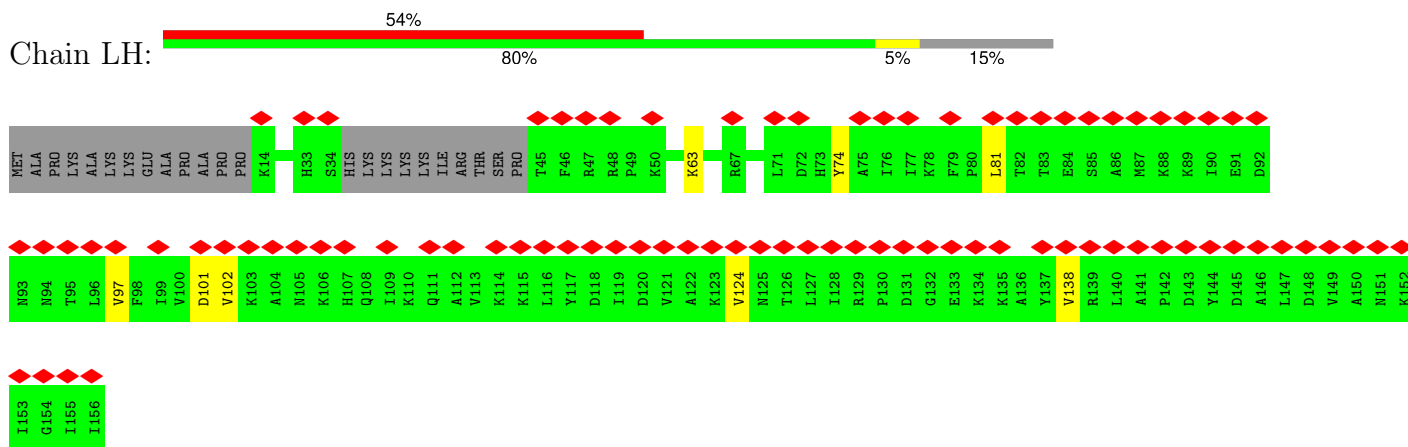 54%
Chain LH:
80% 5% 15%
MET ALA PRO LYS ALA LYS LYS GLU ALA PRO ALA PRO PRO K14 H33 S34 HIS LYS LYS LYS LYS ILE ARG THR SER PRO T45 F46 R47 R48 P49 K50 K63 R67 L71 D72 H73 Y74 A75 I76 I77 K78 F79 P80 L81 T82 T83 E84 S85 A86 M87 K88 K89 I90 E91 D92
N93 N94 T95 L96 V97 F98 I99 V100 D101 V102 K103 A104 N105 K106 H107 Q108 I109 K110 Q111 A112 V113 K114 K115 L116 Y117 D118 I119 D120 V121 A122 K123 V124 N125 T126 L127 I128 R129 P130 D131 G132 E133 K134 K135 A136 Y137 V138 R139 L140 A141 P142 D143 Y144 D145 A146 L147 D148 V149 A150 N151 K152
I153 G154 I155 I156